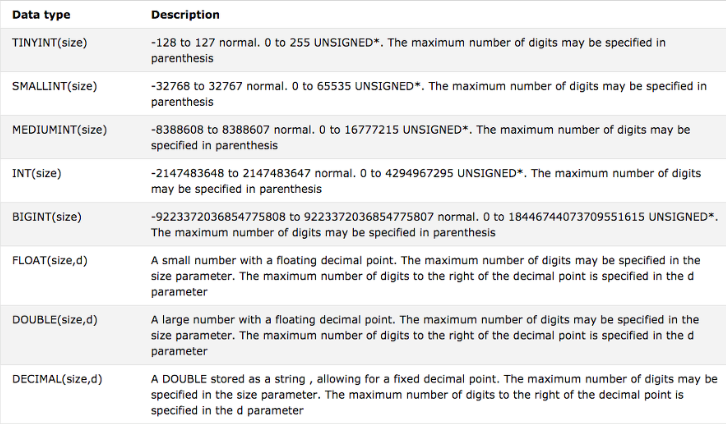 Data type Description
TINYINT(size) -128 to 127 normal. 0 to 255 UNSIGNED*. The maximum number of digits may be specified in
parenthesis
SMALLINT(size) -32768 to 32767 normal. 0 to 65535 UNSIGNED*. The maximum number of digits may be specified in
parenthesis
MEDIUMINT(size) -8388608 to 8388607 normal. 0 to 16777215 UNSIGNED*. The maximum number of digits may be
specified in parenthesis
INT(size) -2147483648 to 2147483647 normal. 0 to 4294967295 UNSIGNED*. The maximum number of digits
may be specified in parenthesis
BIGINT(size) -9223372036854775808 to 9223372036854775807 normal. 0 to 18446744073709551615 UNSIGNED*.
The maximum number of digits may be specified in parenthesis
FLOAT(size,d) A small number with a floating decimal point. The maximum number of digits may be specified in the
size parameter. The maximum number of digits to the right of the decimal point is specified in the d
parameter
DOUBLE(size,d) A large number with a floating decimal point. The maximum number of digits may be specified in the
size parameter. The maximum number of digits to the right of the decimal point is specified in the d
parameter
DECIMAL(size,d) A DOUBLE stored as a string , allowing for a fixed decimal point. The maximum number of digits may be
specified in the size parameter. The maximum number of digits to the right of the decimal point is
specified in the d parameter